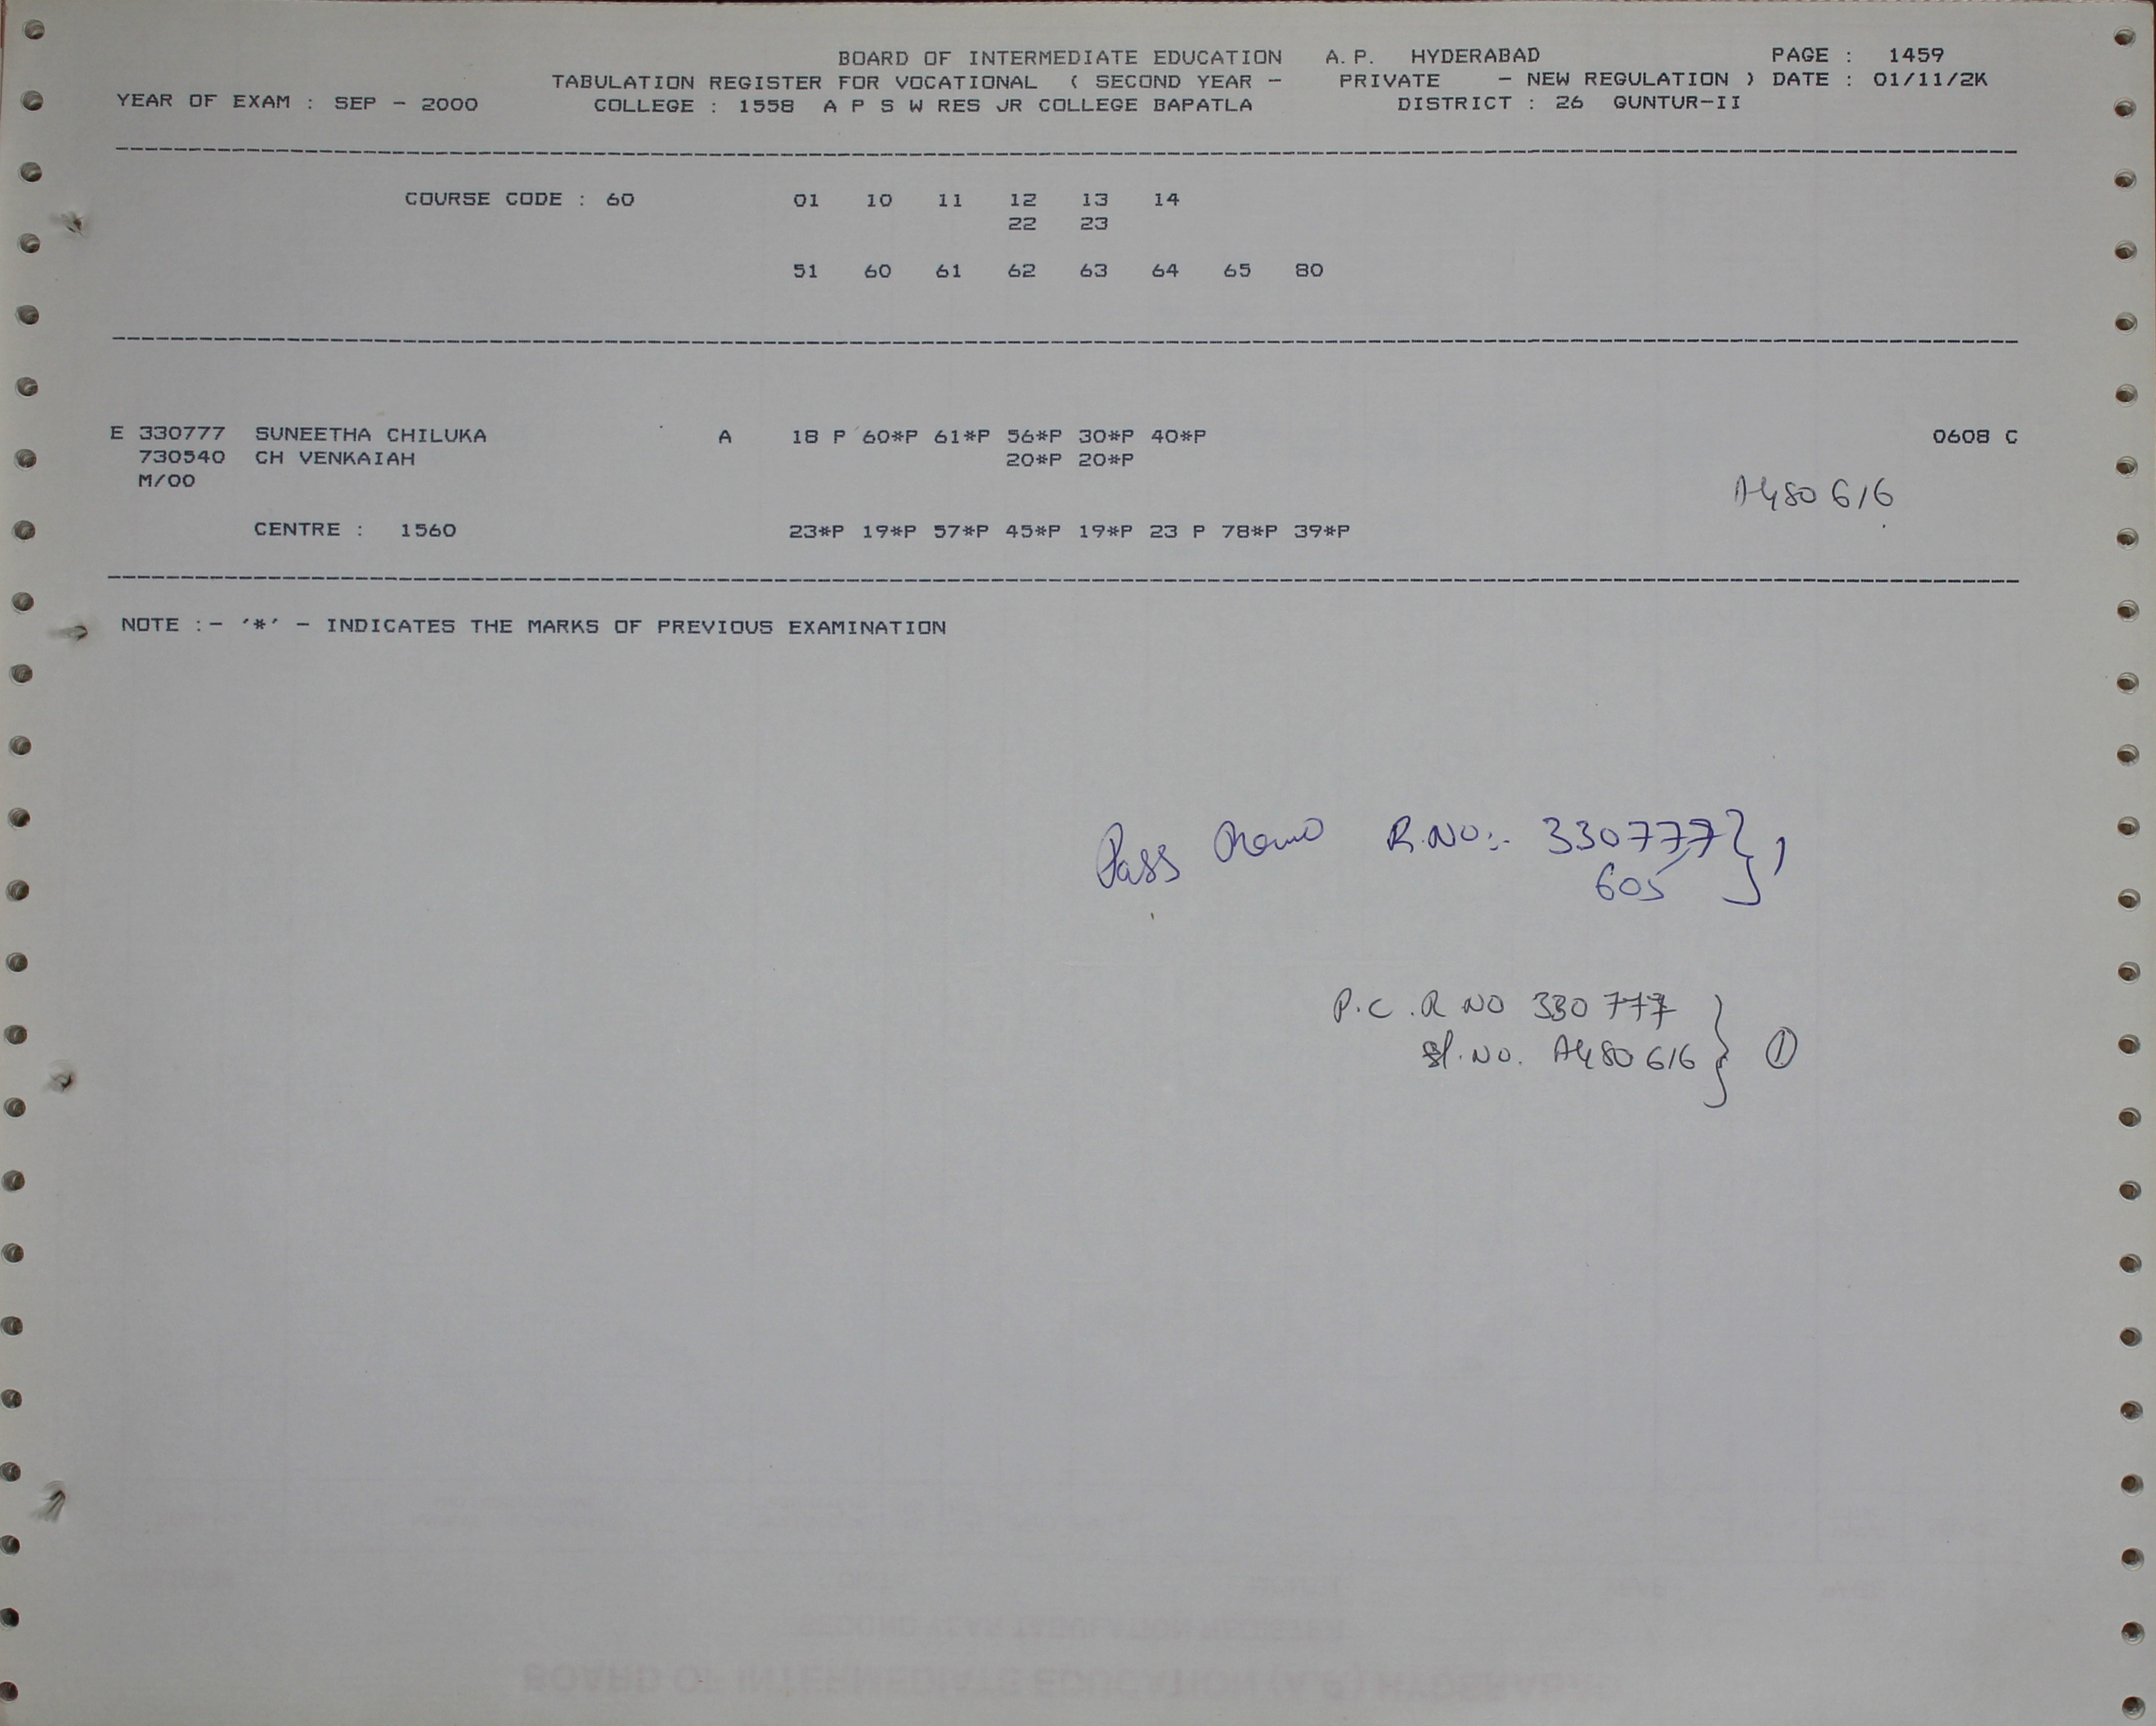 BOARD OF INTERMEDIATE EDUCATION A.P. HYDERABAD PAGE : 1459
TABULATION REGISTER FOR VOCATIONAL ( SECOND YEAR - PRIVATE - NEW REGULATION ) DATE : 01/11/2K
YEAR OF EXAM : SEP - 2000 COLLEGE : 1558 A P S W RES JR COLLEGE BAPATLA DISTRICT : 26 GUNTUR-II
COURSE CODE : 60 01 10 11 12 13 14
22 23
51 60 61 62 63 64 65 80
E 330777 SUNEETHA CHILUKA A 18 P 60*P 61*P 56*P 30*P 40*P 0608 C
730540 CH VENKAIAH 20*P 20*P
M/00
A480616
CENTRE : 1560 23*P 19*P 57*P 45*P 19*P 23 P 78*P 39*P
NOTE :- '*' - INDICATES THE MARKS OF PREVIOUS EXAMINATION
Pass Memo R.NO:- 330777 } 1
605
P.C. R NO 330777
Sl. No. A480616 } 1